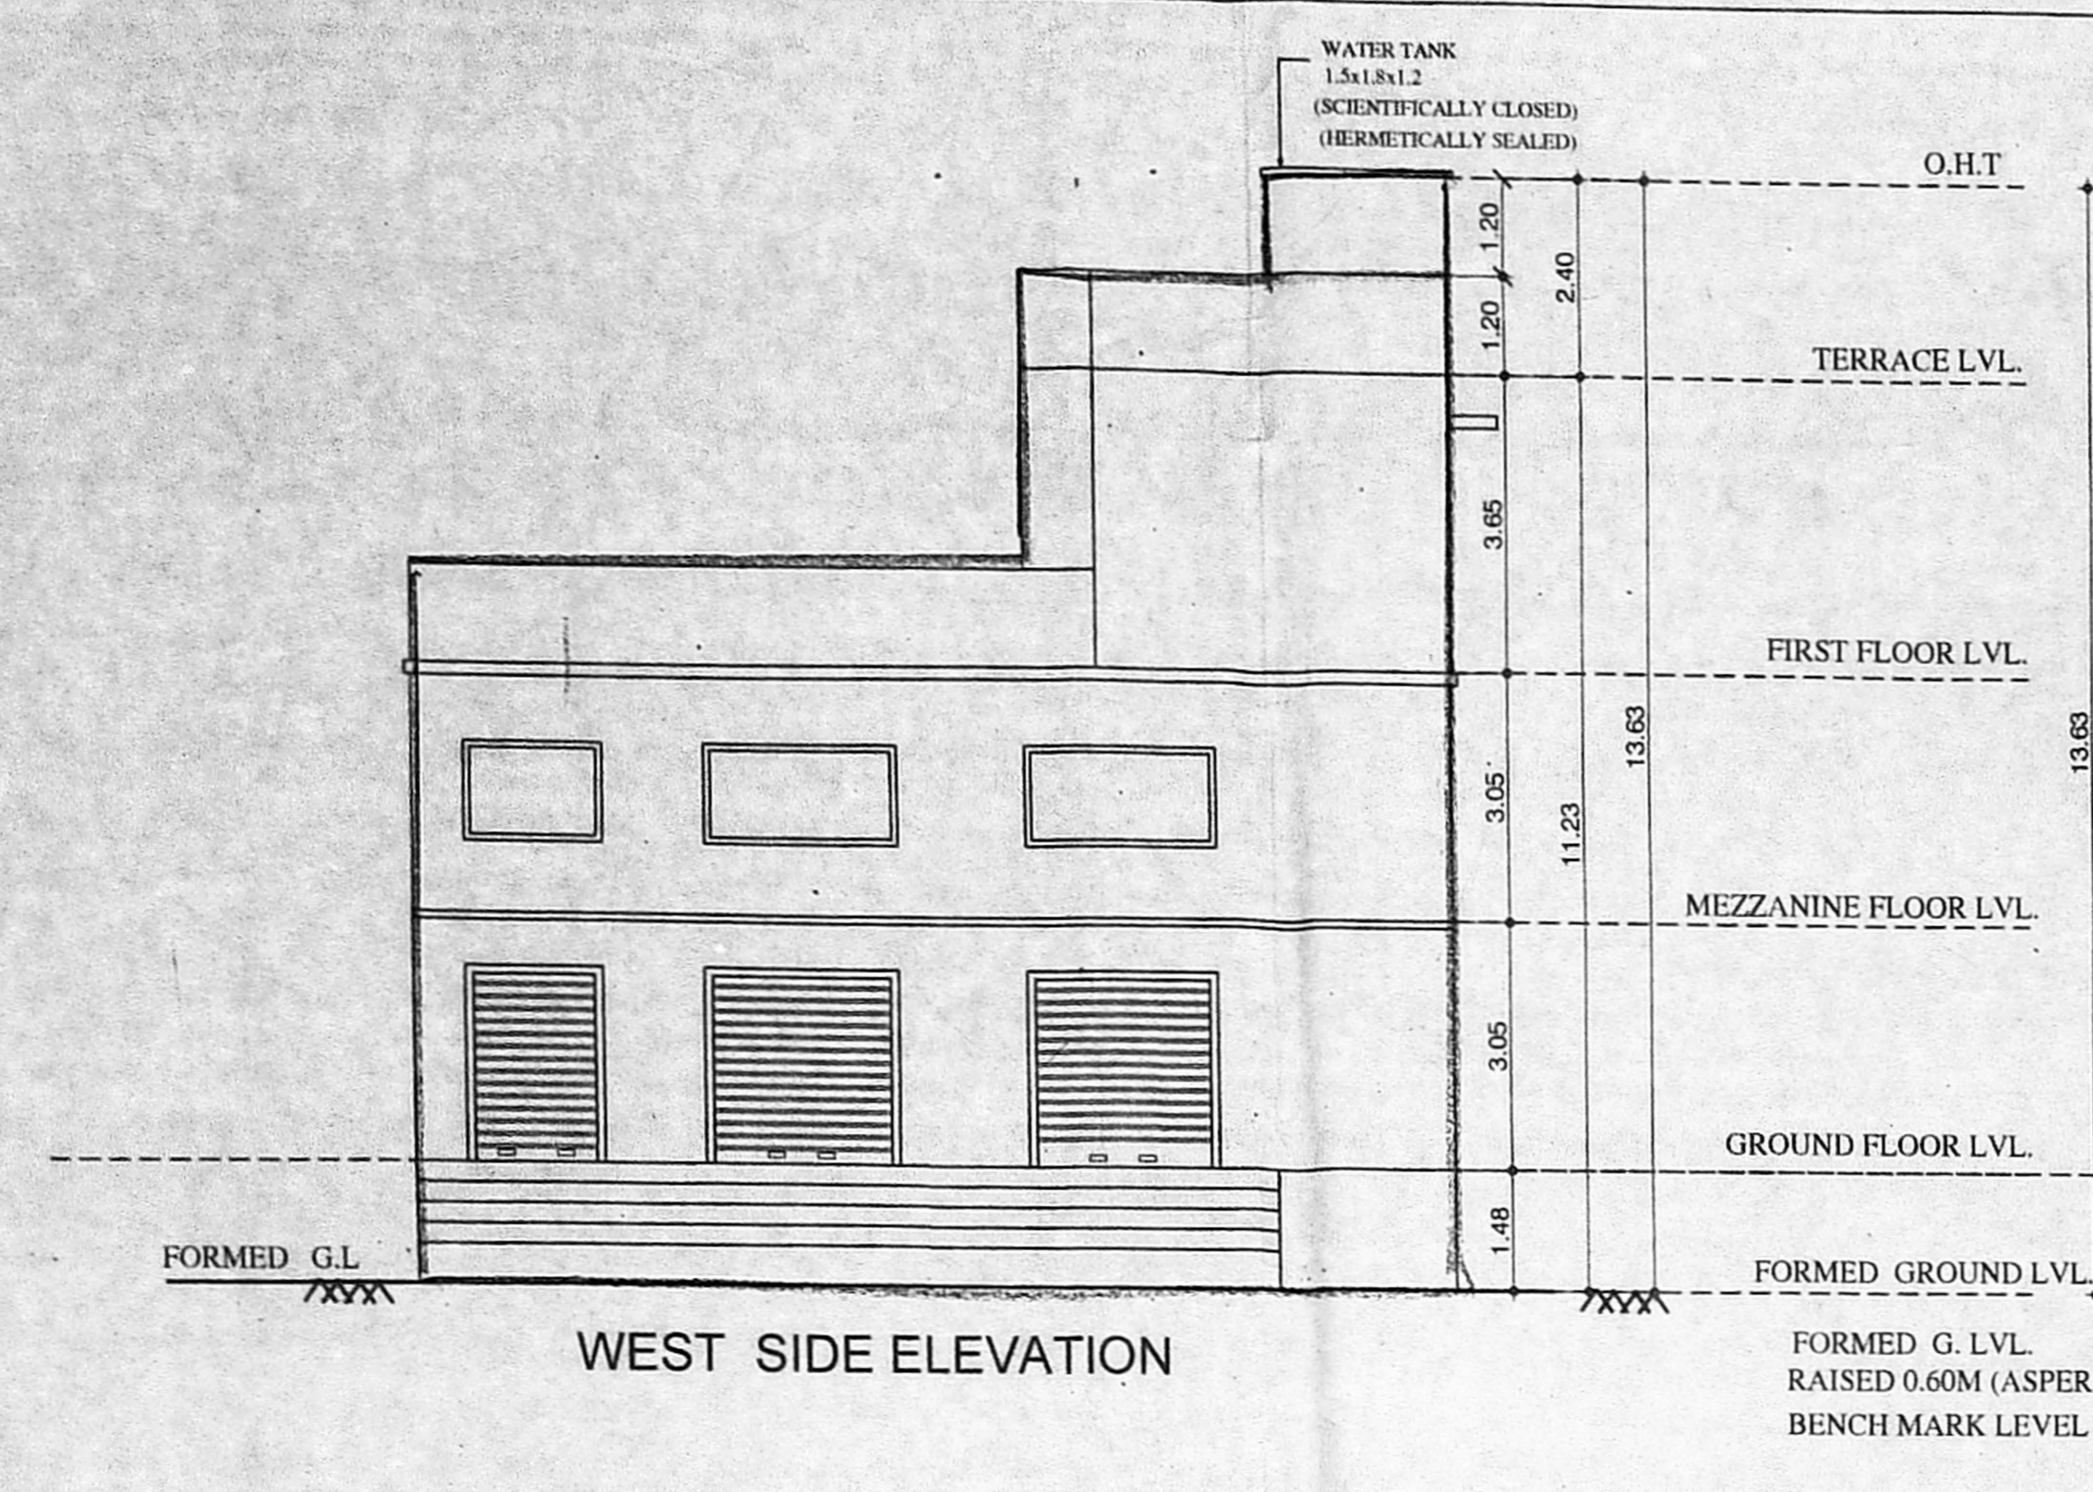 WATER TANK
1.5x1.8x1.2
(SCIENTIFICALLY CLOSED)
(HERMETICALLY SEALED)
O.H.T
1.20
2.40
1.20
TERRACE LVL.
3.65
FIRST FLOOR LVL.
13.63
13.63
3.05
11.23
MEZZANINE FLOOR LVL.
3.05
GROUND FLOOR LVL.
1.48
FORMED G.L
FORMED GROUND LVL.
WEST SIDE ELEVATION
FORMED G. LVL.
RAISED 0.60M (ASPER
BENCH MARK LEVEL